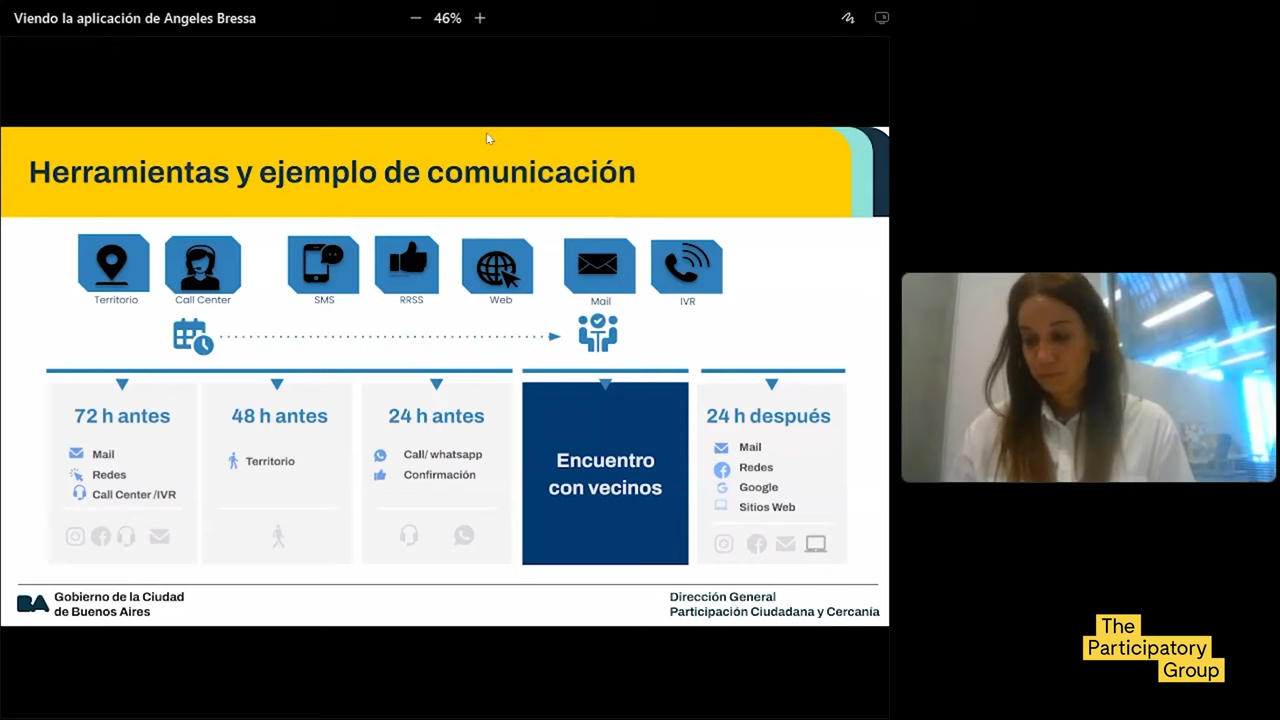 Viendo la aplicación de Angeles Bressa
46%
Herramientas y ejemplo de comunicación
Territorio
Call Center
SMS
RRSS
Web
Mail
IVR
72 h antes
Mail
Redes
Call Center /IVR
48 h antes
Territorio
24 h antes
Call/ whatsapp
Confirmación
Encuentro
con vecinos
24 h después
Mail
Redes
Google
Sitios Web
BA
Gobierno de la Ciudad
de Buenos Aires
Dirección General
Participación Ciudadana y Cercanía
The
Participatory
Group